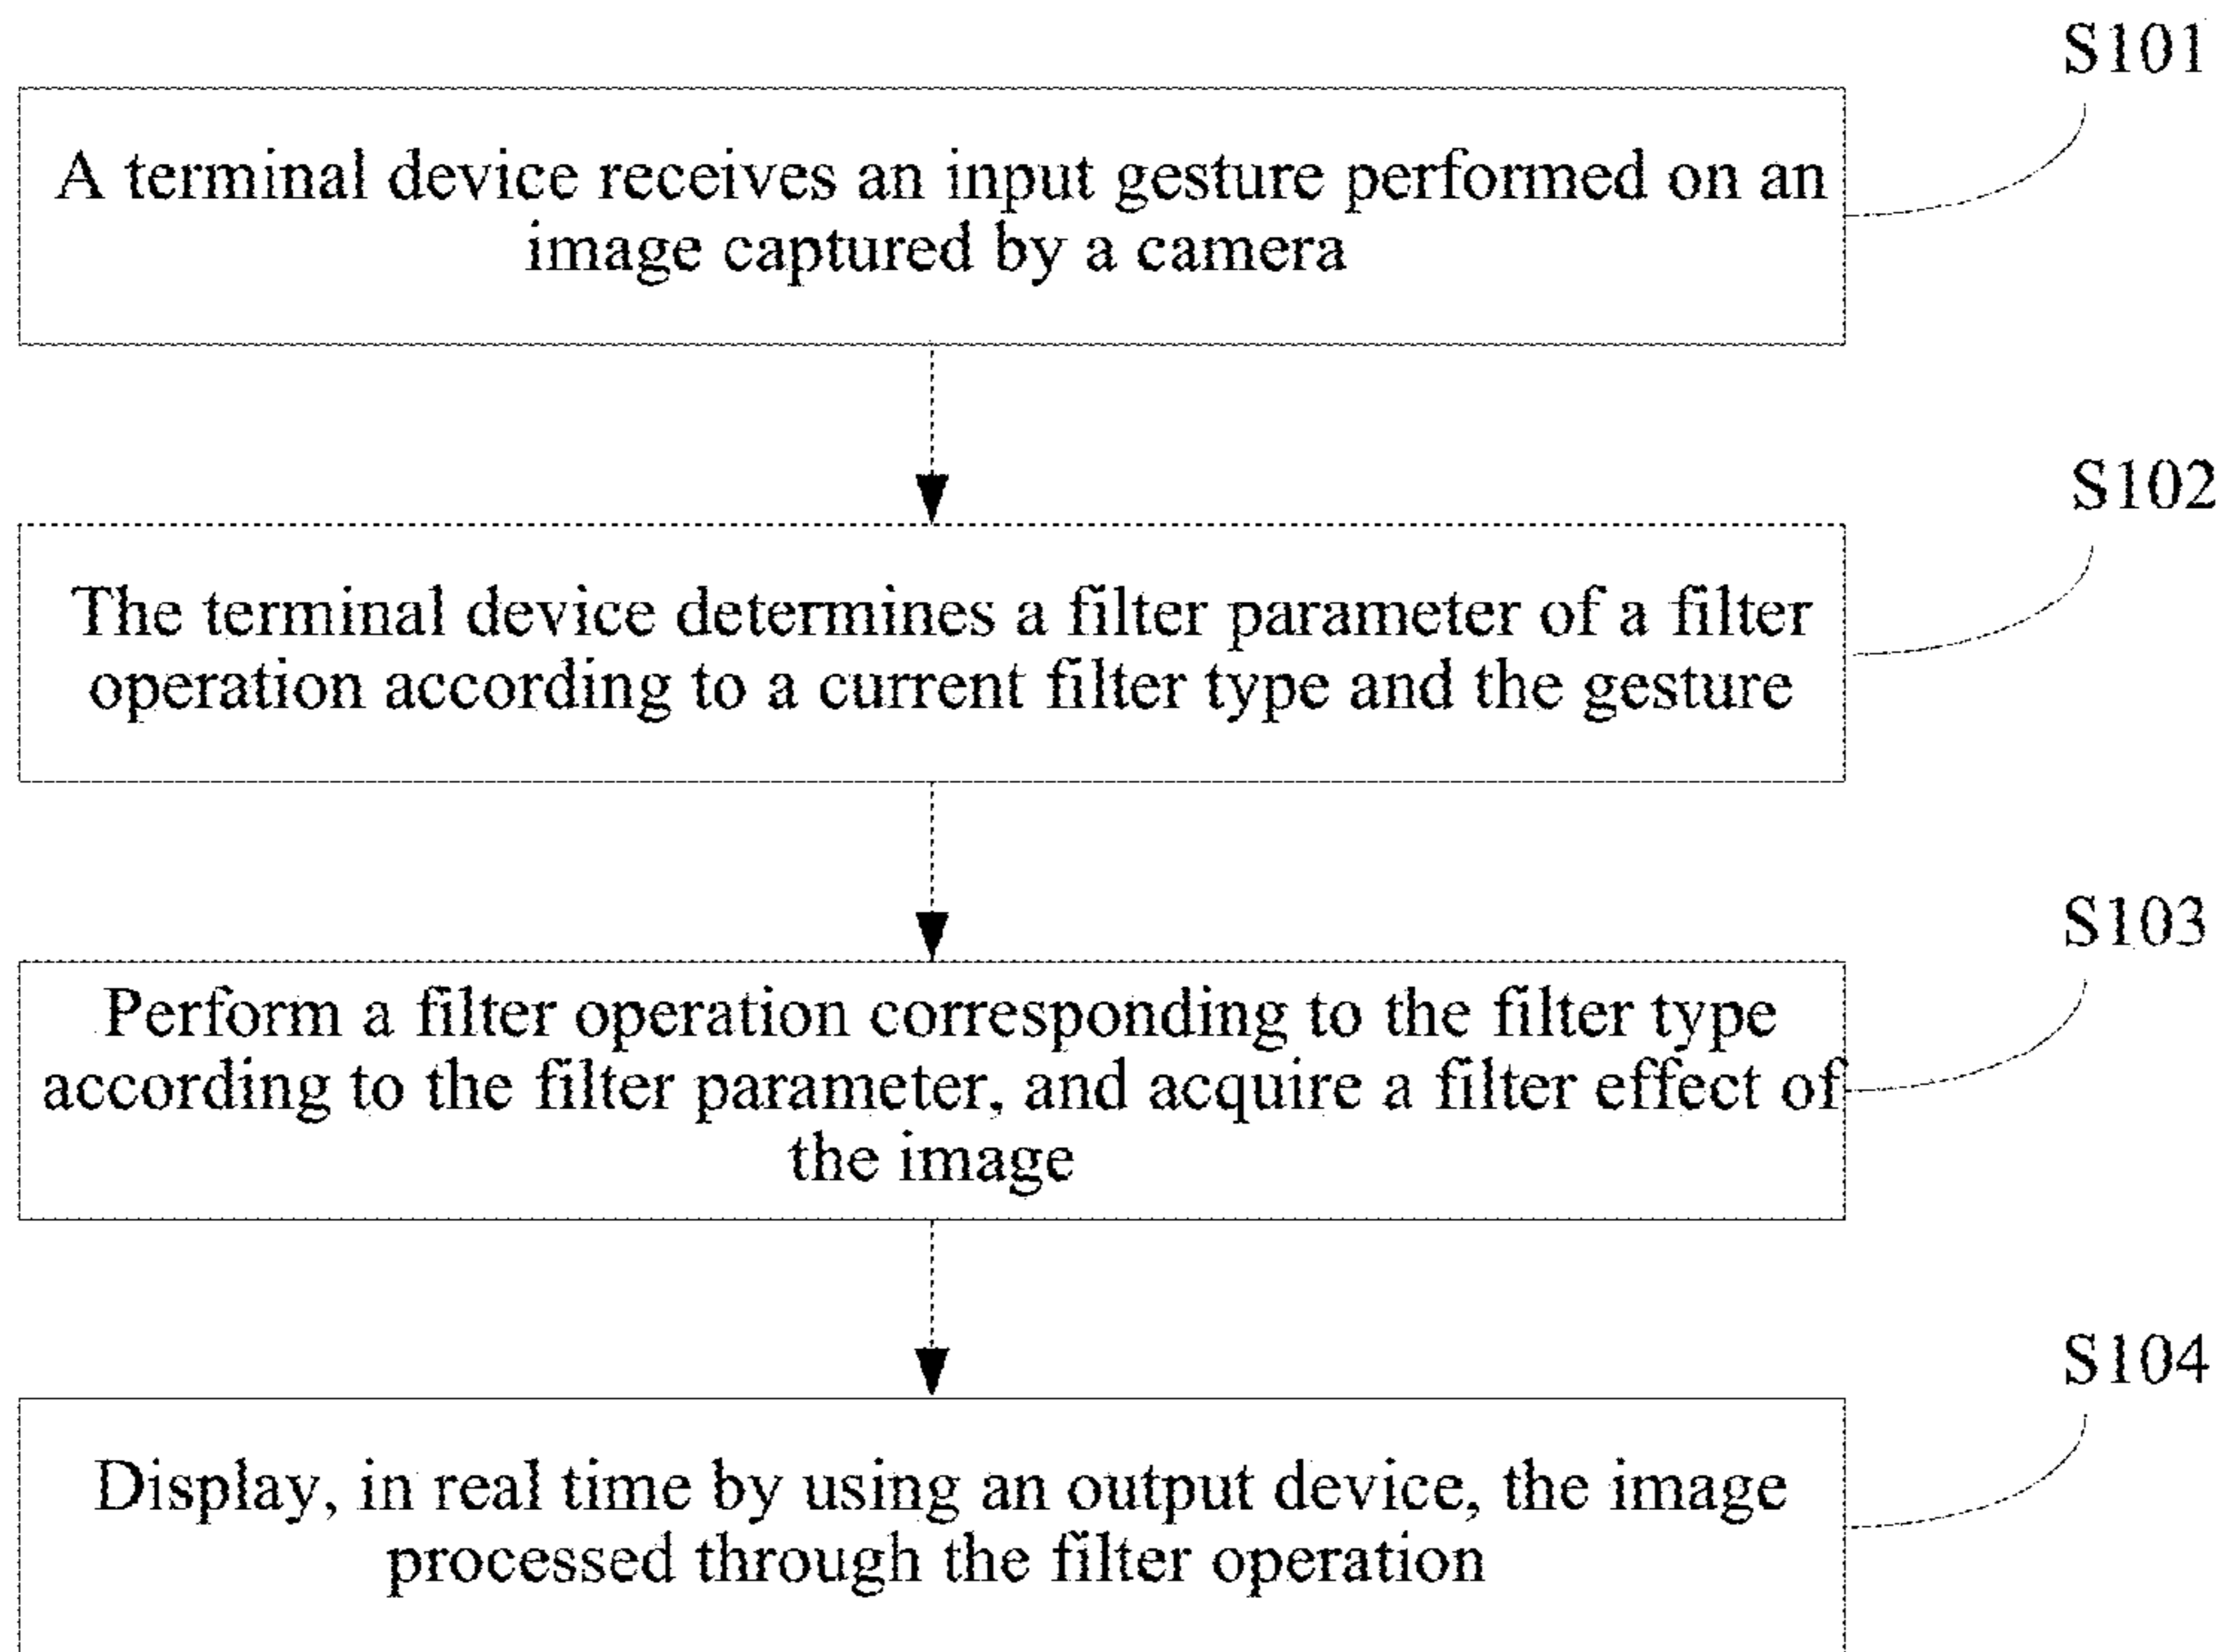 S101
A terminal device receives an input gesture performed on an
image captured by a camera
S102
The terminal device determines a filter parameter of a filter
operation according to a current filter type and the gesture
S103
Perform a filter operation corresponding to the filter type
according to the filter parameter, and acquire a filter effect of
the image
S104
Display, in real time by using an output device, the image
processed through the filter operation